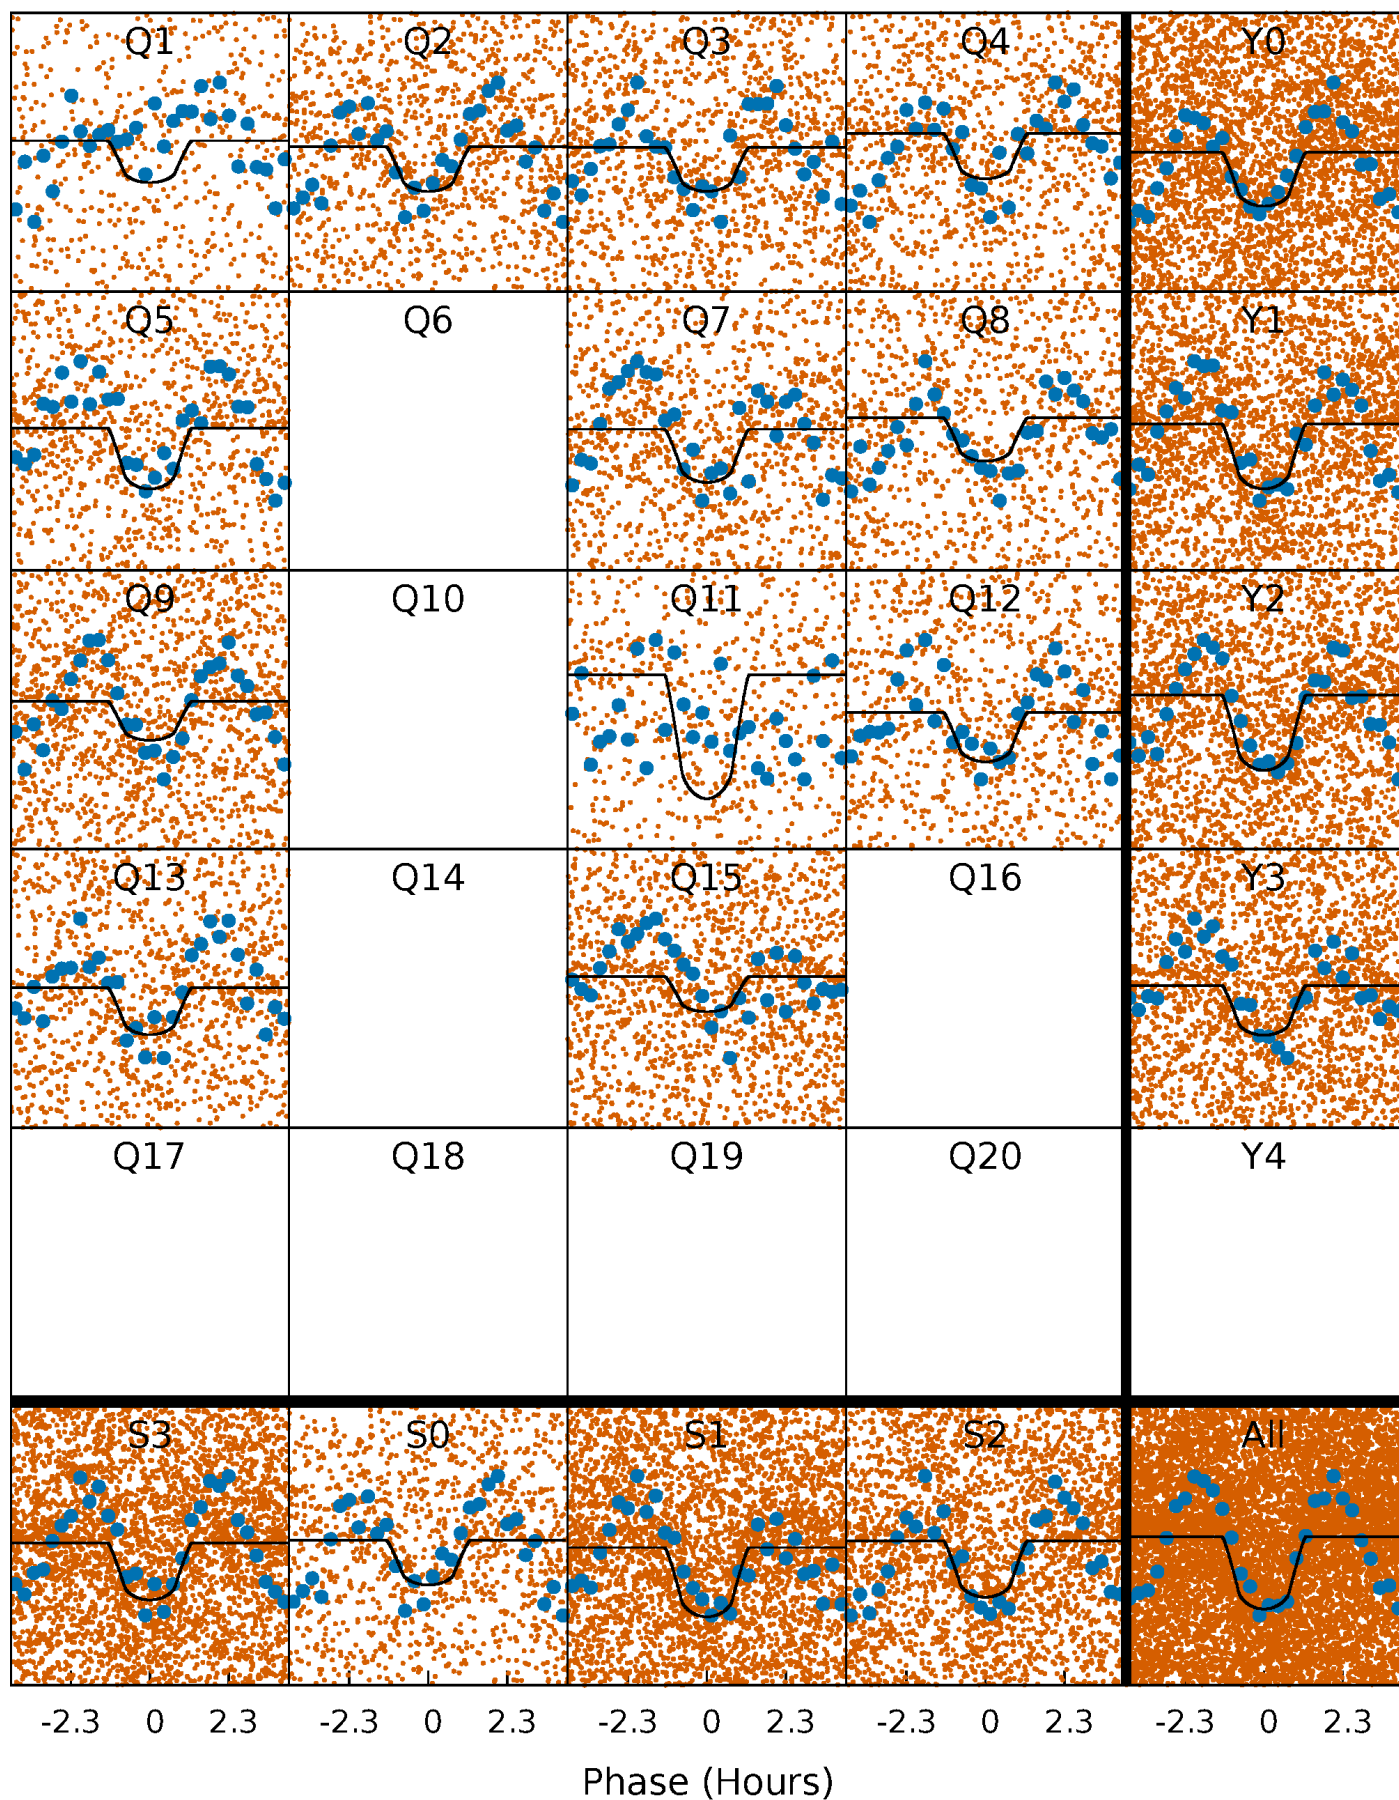 Q1 Q2 Q3 Q4 Y0
Q5 Q6 Q7 Q8 Y1
Q9 Q10 Q11 Q12 Y2
Q13 Q14 Q15 Q16 Y3
Q17 Q18 Q19 Q20 Y4
S3 S0 S1 S2 All
-2.3 0 2.3 -2.3 0 2.3 -2.3 0 2.3 -2.3 0 2.3 -2.3 0 2.3
Phase (Hours)